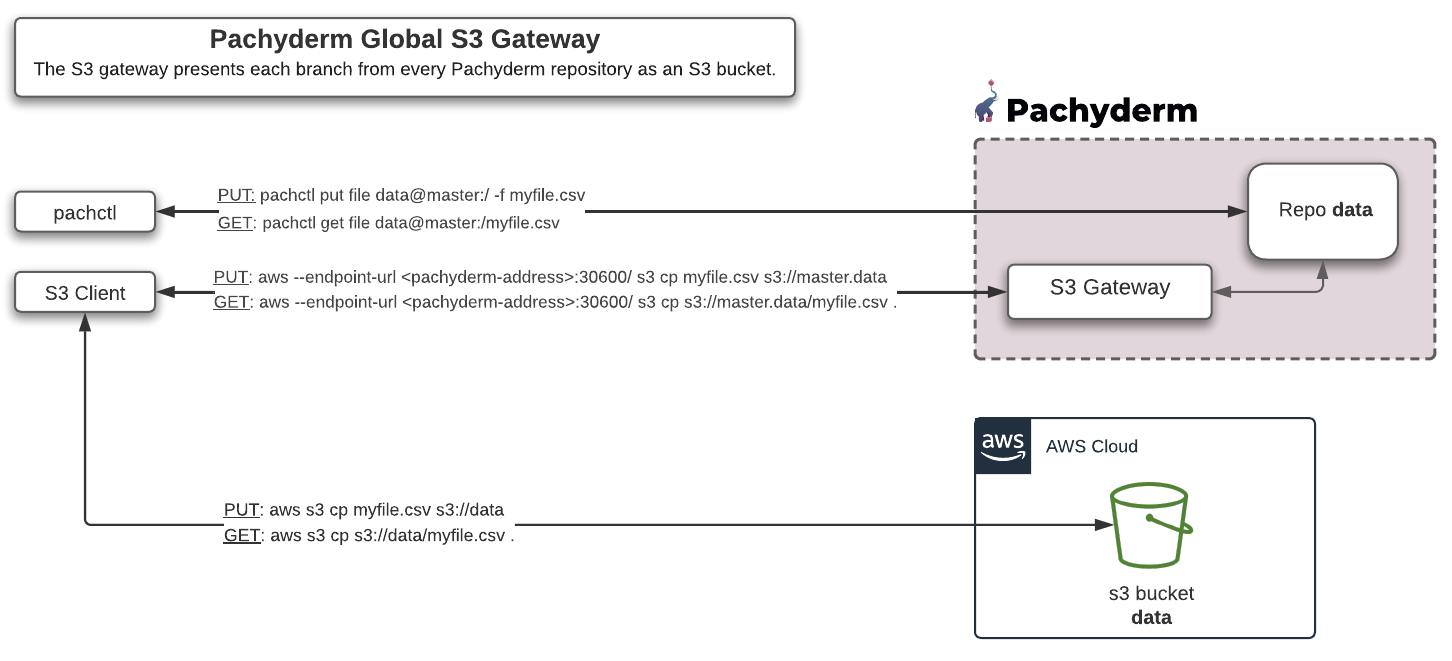 Pachyderm Global S3 Gateway
The S3 gateway presents each branch from every Pachyderm repository as an S3 bucket.
Pachyderm
pachctl
PUT: pachctl put file data@master:/ -f myfile.csv
GET: pachctl get file data@master:/myfile.csv
Repo data
S3 Client
PUT: aws --endpoint-url <pachyderm-address>:30600/ s3 cp myfile.csv s3://master.data
GET: aws --endpoint-url <pachyderm-address>:30600/ s3 cp s3://master.data/myfile.csv .
S3 Gateway
aws
AWS Cloud
PUT: aws s3 cp myfile.csv s3://data
GET: aws s3 cp s3://data/myfile.csv .
s3 bucket
data